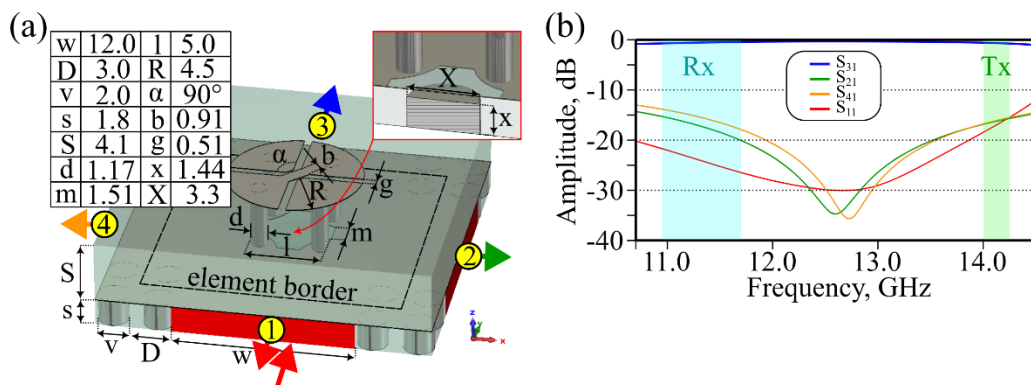 (a)
w 12.0 l 5.0
D 3.0 R 4.5
v 2.0 α 90°
s 1.8 b 0.91
S 4.1 g 0.51
d 1.17 x 1.44
m 1.51 X 3.3
X
x
3
α b
g
R
d
m
l
4
2
S
element border
s
1
v D w
z
y
x
(b)
0
-10
-20
-30
-40
Amplitude, dB
Rx
Tx
S31
S21
S41
S11
11.0 12.0 13.0 14.0
Frequency, GHz